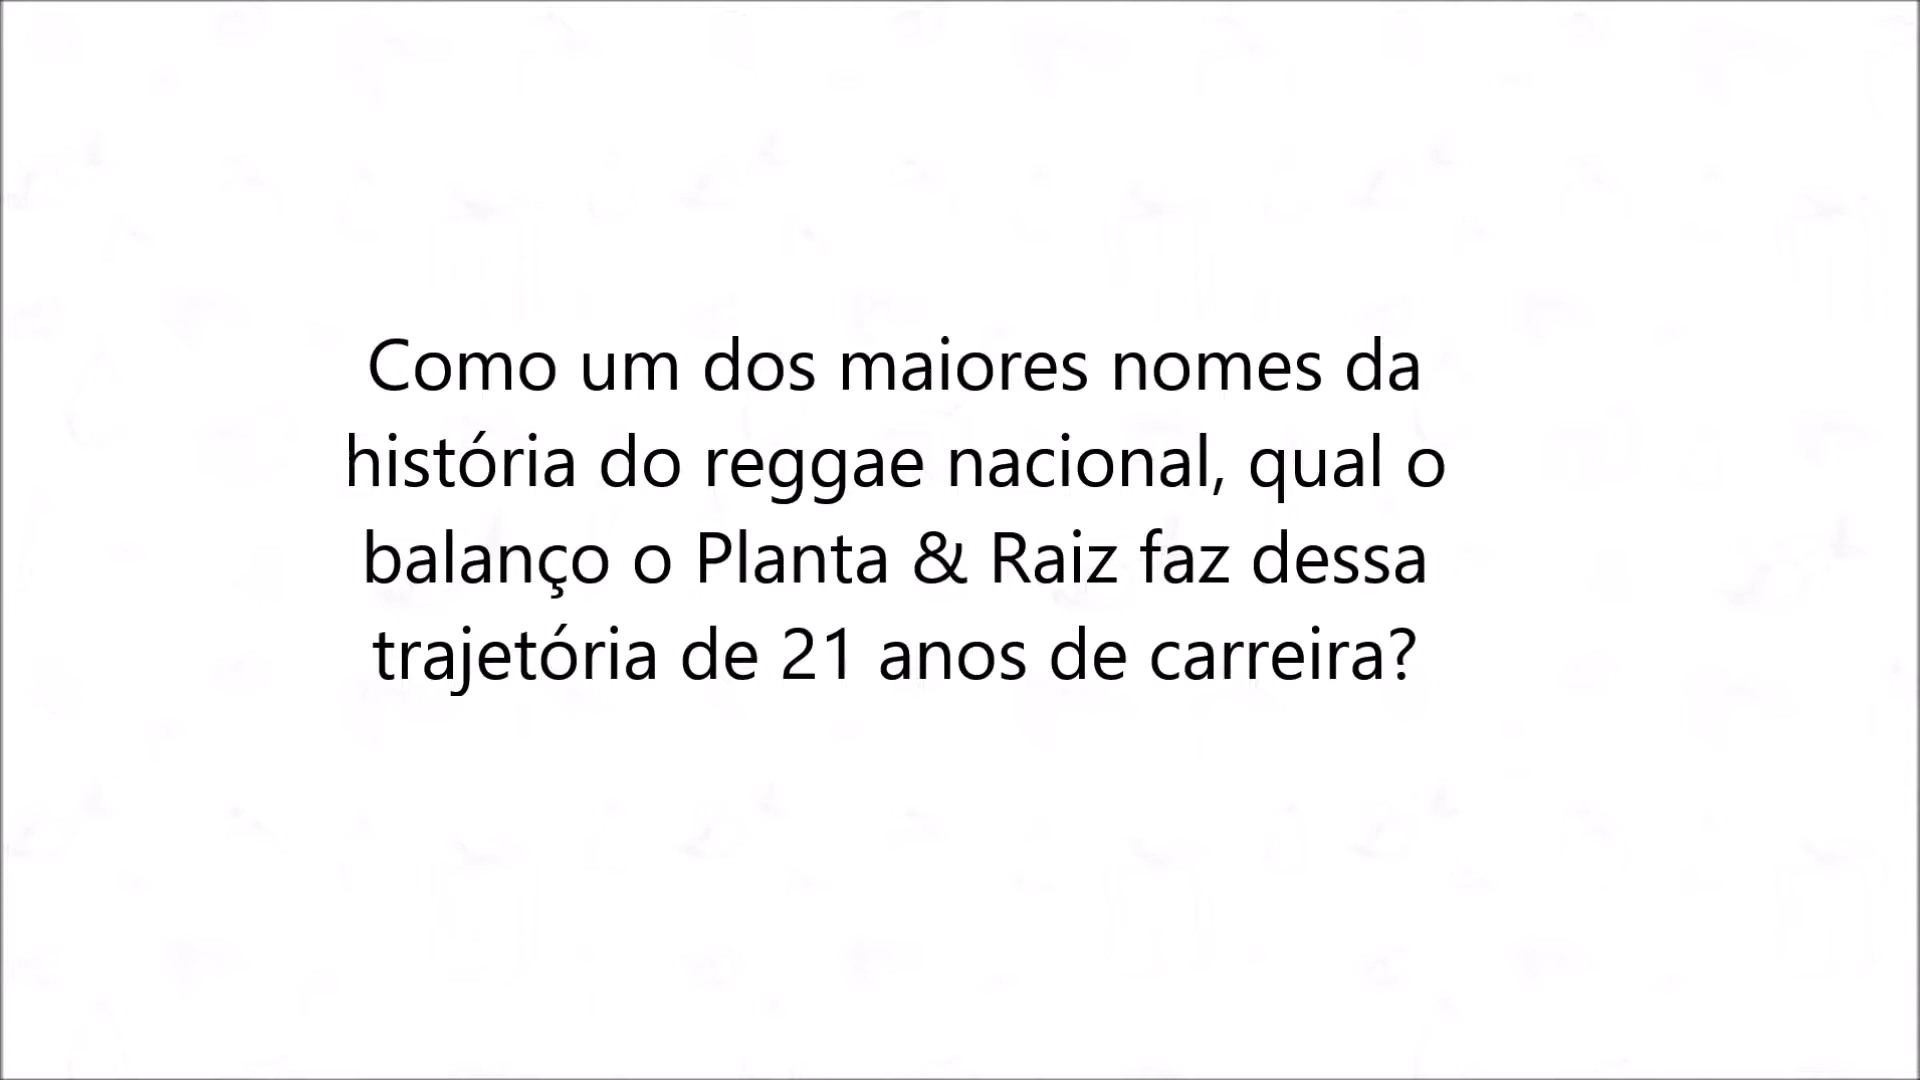 Como um dos maiores nomes da
história do reggae nacional, qual o
balanço o Planta & Raiz faz dessa
trajetória de 21 anos de carreira?